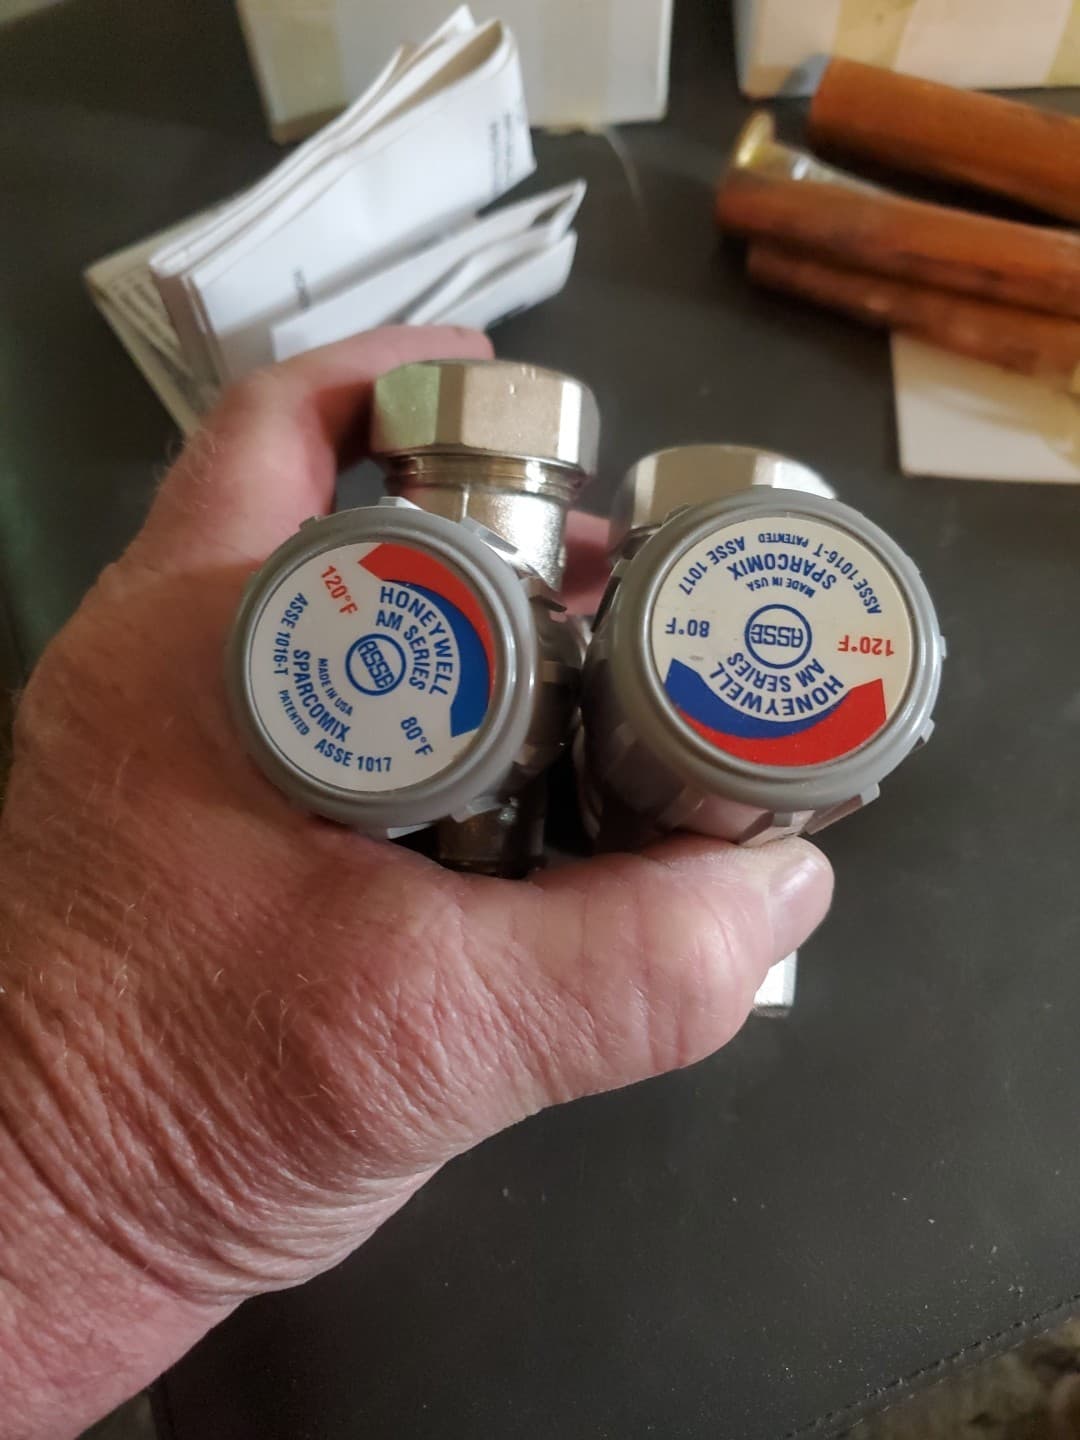 120°F
HONEYWELL
AM SERIES
ASSE
80°F
MADE IN USA
SPARCOMIX
ASSE 1016-T PATENTED ASSE 1017
120°F
HONEYWELL
AM SERIES
ASSE
80°F
MADE IN USA
SPARCOMIX
ASSE 1017 ASSE 1016-T PATENTED